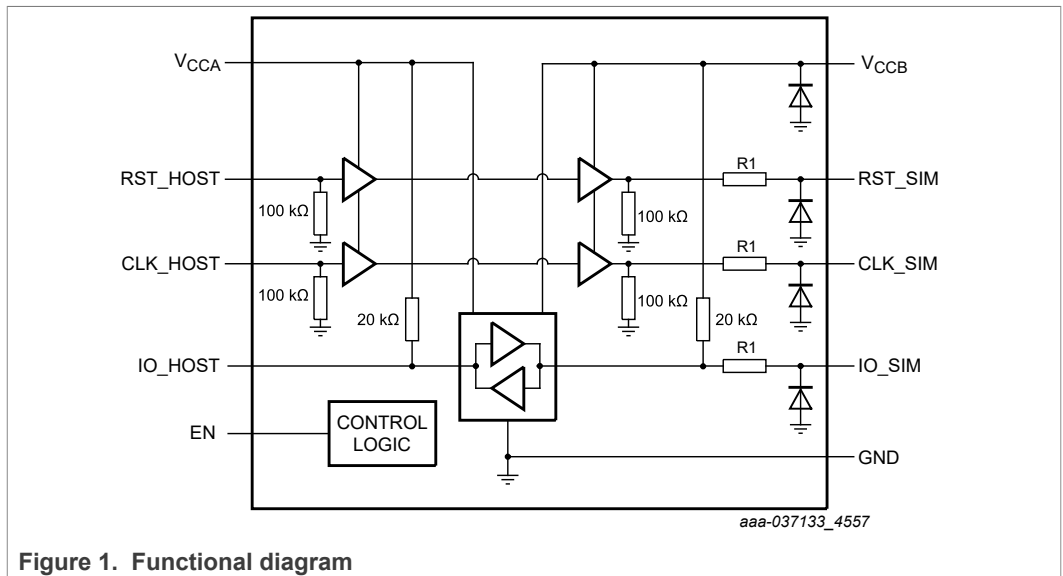 VCCA
VCCB
R1
RST_HOST
RST_SIM
100 kΩ
100 kΩ
R1
CLK_HOST
CLK_SIM
100 kΩ
20 kΩ
100 kΩ
20 kΩ
R1
IO_HOST
IO_SIM
EN
CONTROL
LOGIC
GND
aaa-037133_4557
Figure 1. Functional diagram